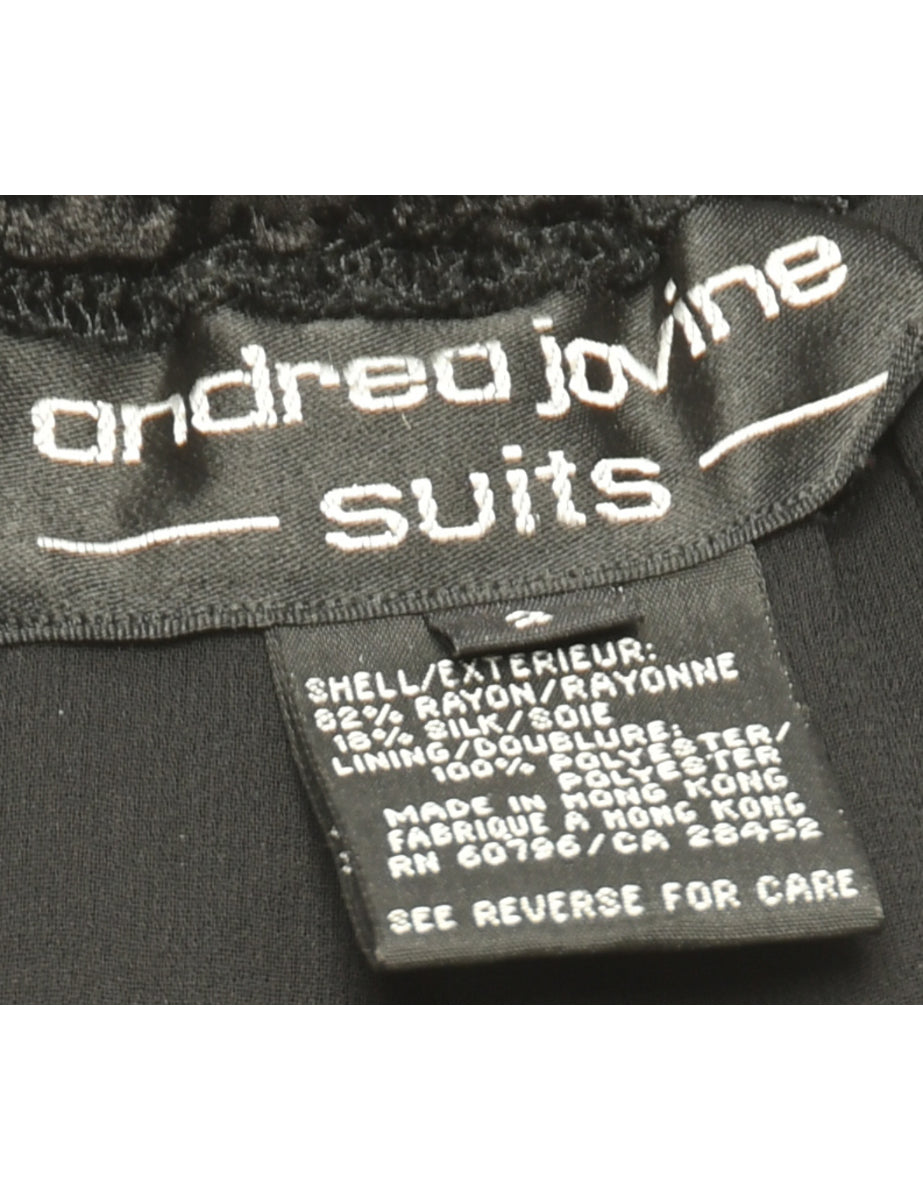 andrea jovine
suits
SHELL/EXTERIEUR:
82% RAYON/RAYONNE
18% SILK/SOIE
LINING/DOUBLURE:
100% POLYESTER/
POLYESTER
MADE IN HONG KONG
FABRIQUE A HONG KONG
RN 60796/CA 28452
SEE REVERSE FOR CARE